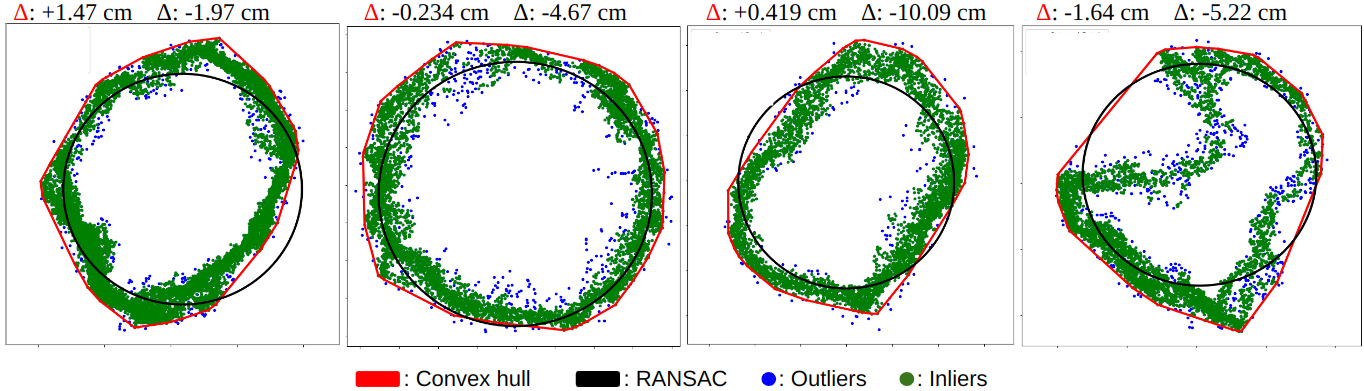 Δ: +1.47 cm Δ: -1.97 cm Δ: -0.234 cm Δ: -4.67 cm Δ: +0.419 cm Δ: -10.09 cm Δ: -1.64 cm Δ: -5.22 cm
: Convex hull : RANSAC : Outliers : Inliers